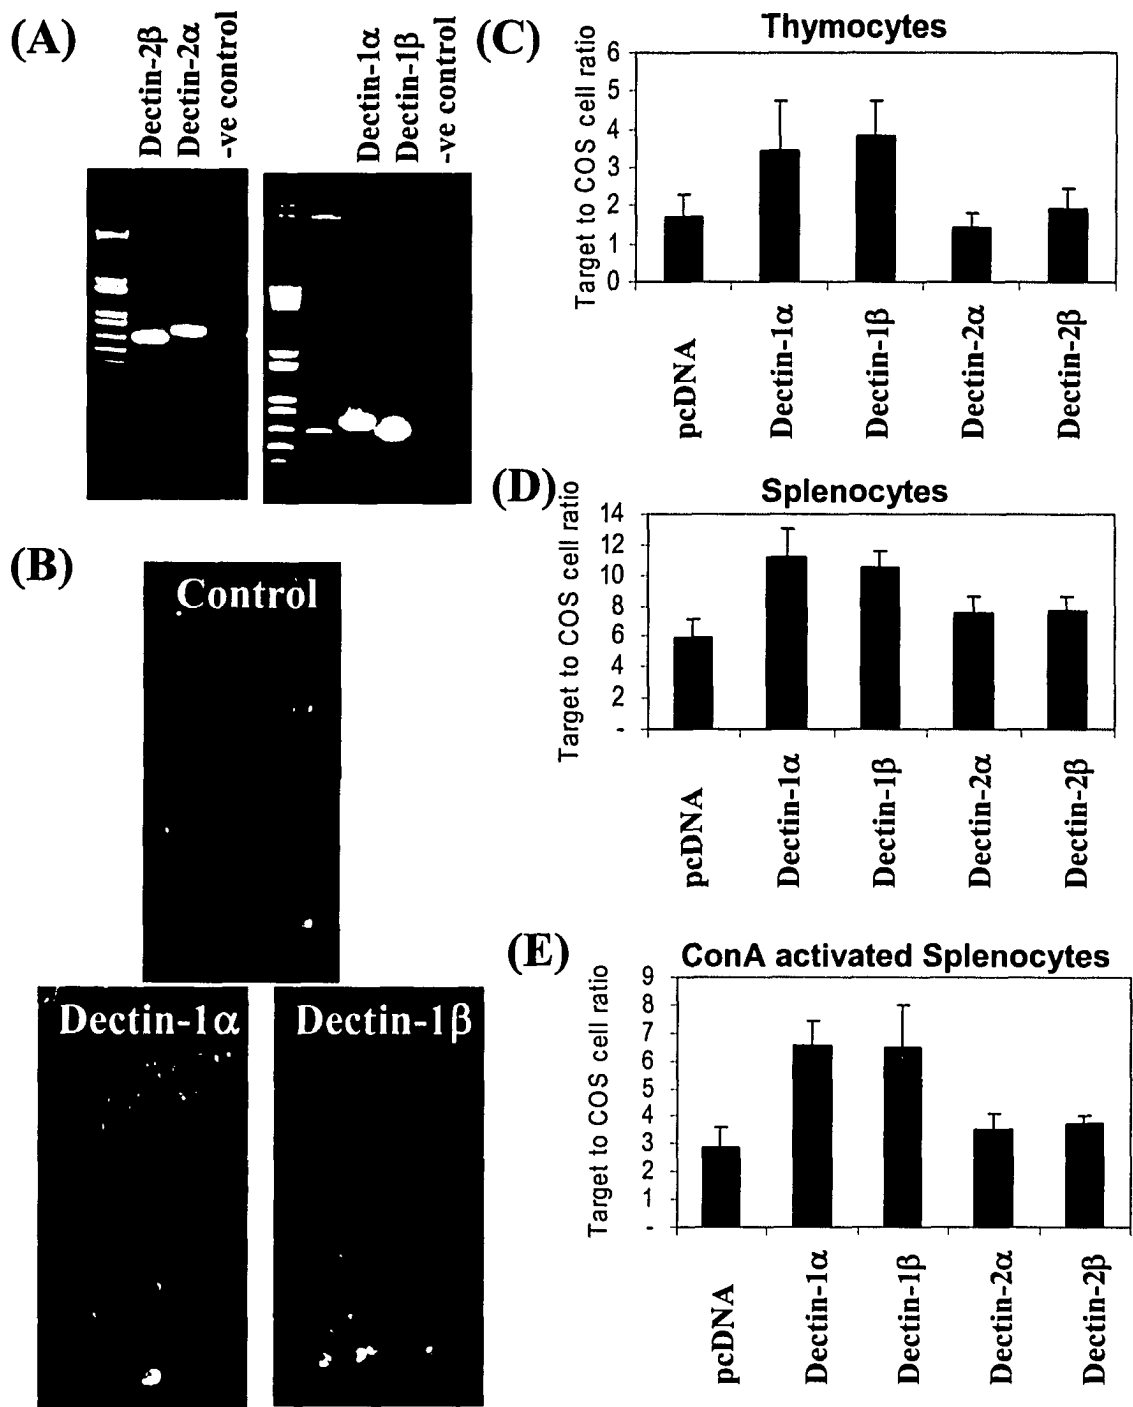 (A)
Dectin-2β
Dectin-2α
-ve control
Dectin-1α
Dectin-1β
-ve control
(B)
Control
Dectin-1α
Dectin-1β
(C)
Thymocytes
Target to COS cell ratio
6
5
4
3
2
1
0
pcDNA
Dectin-1α
Dectin-1β
Dectin-2α
Dectin-2β
(D)
Splenocytes
Target to COS cell ratio
14
12
10
8
6
4
2
-
pcDNA
Dectin-1α
Dectin-1β
Dectin-2α
Dectin-2β
(E)
ConA activated Splenocytes
Target to COS cell ratio
9
8
7
6
5
4
3
2
1
-
pcDNA
Dectin-1α
Dectin-1β
Dectin-2α
Dectin-2β